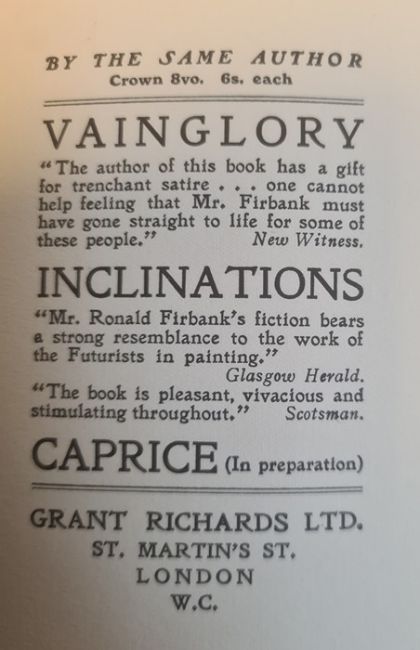 BY THE SAME AUTHOR
Crown 8vo. 6s. each
VAINGLORY
"The author of this book has a gift
for trenchant satire . . . one cannot
help feeling that Mr. Firbank must
have gone straight to life for some of
these people." New Witness.
INCLINATIONS
"Mr. Ronald Firbank's fiction bears
a strong resemblance to the work of
the Futurists in painting."
Glasgow Herald.
"The book is pleasant, vivacious and
stimulating throughout." Scotsman.
CAPRICE (In preparation)
GRANT RICHARDS LTD.
ST. MARTIN'S ST.
LONDON
W.C.